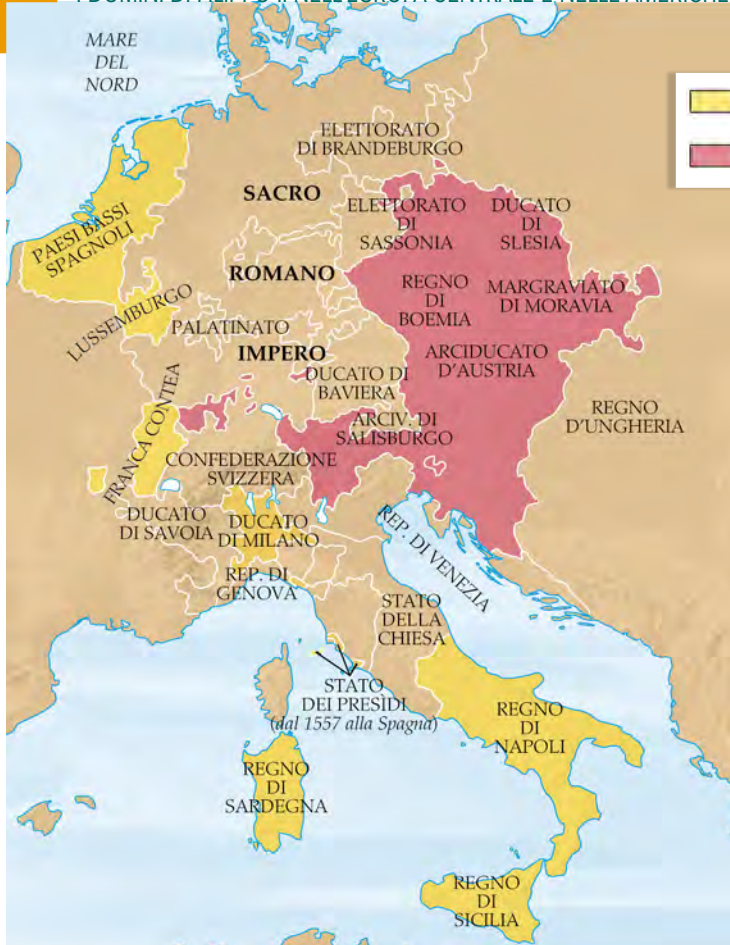 MARE
DEL
NORD
ELETTORATO
DI BRANDEBURGO
SACRO
ELETTORATO
DI
SASSONIA
DUCATO
DI
SLESIA
PAESI BASSI
SPAGNOLI
ROMANO
REGNO
DI
BOEMIA
MARGRAVIATO
DI MORAVIA
LUSSEMBURGO
PALATINATO
IMPERO
ARCIDUCATO
D'AUSTRIA
DUCATO DI
BAVIERA
REGNO
D'UNGHERIA
FRANCA CONTEA
ARCIV. DI
SALISBURGO
CONFEDERAZIONE
SVIZZERA
DUCATO
DI SAVOIA
DUCATO
DI MILANO
REP. DI VENEZIA
REP. DI
GENOVA
STATO
DELLA
CHIESA
STATO
DEI PRESÌDI
(dal 1557 alla Spagna)
REGNO
DI
NAPOLI
REGNO
DI
SARDEGNA
REGNO
DI
SICILIA